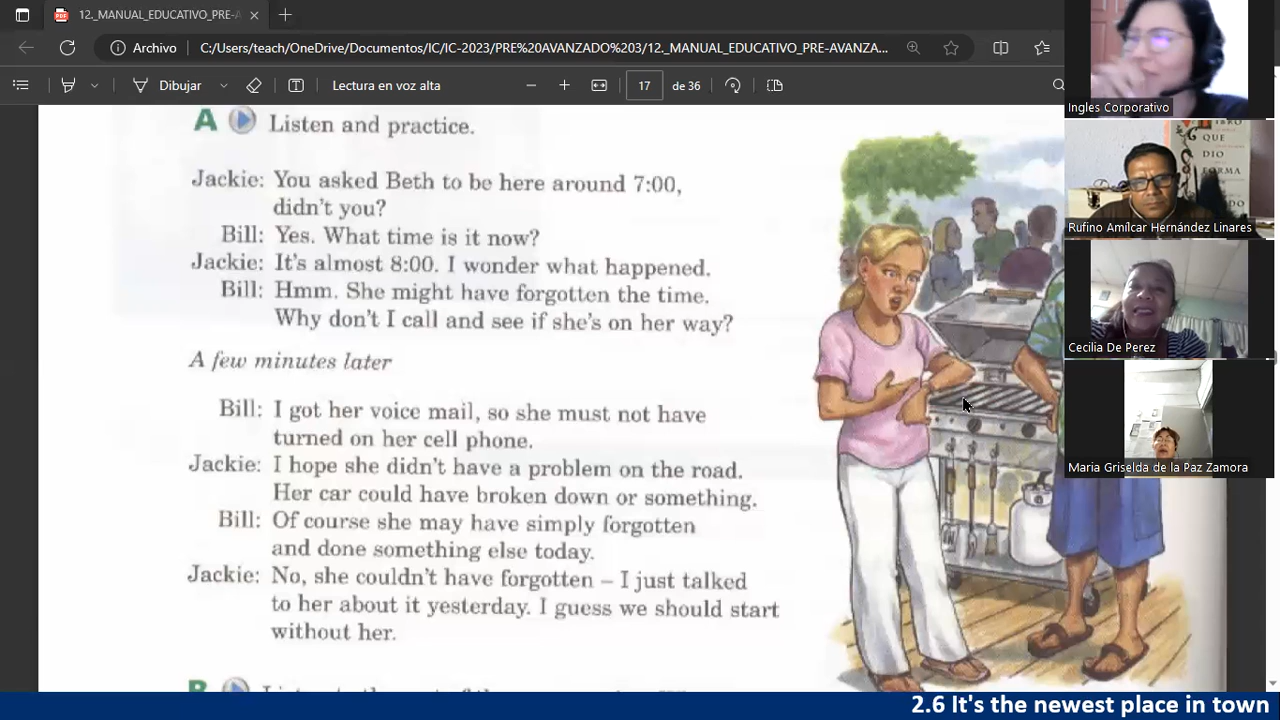 12._MANUAL_EDUCATIVO_PRE-A
Archivo
C:/Users/teach/OneDrive/Documentos/IC/IC-2023/PRE%20AVANZADO%203/12._MANUAL_EDUCATIVO_PRE-AVANZA...
Dibujar
Lectura en voz alta
17 de 36
A Listen and practice.
Jackie: You asked Beth to be here around 7:00,
didn't you?
Bill: Yes. What time is it now?
Jackie: It's almost 8:00. I wonder what happened.
Bill: Hmm. She might have forgotten the time.
Why don't I call and see if she's on her way?
A few minutes later
Bill: I got her voice mail, so she must not have
turned on her cell phone.
Jackie: I hope she didn't have a problem on the road.
Her car could have broken down or something.
Bill: Of course she may have simply forgotten
and done something else today.
Jackie: No, she couldn't have forgotten – I just talked
to her about it yesterday. I guess we should start
without her.
B
Ingles Corporativo
QUE
DIO
FORMA
Rufino Amílcar Hernández Linares
Cecilia De Perez
Maria Griselda de la Paz Zamora
2.6 It's the newest place in town